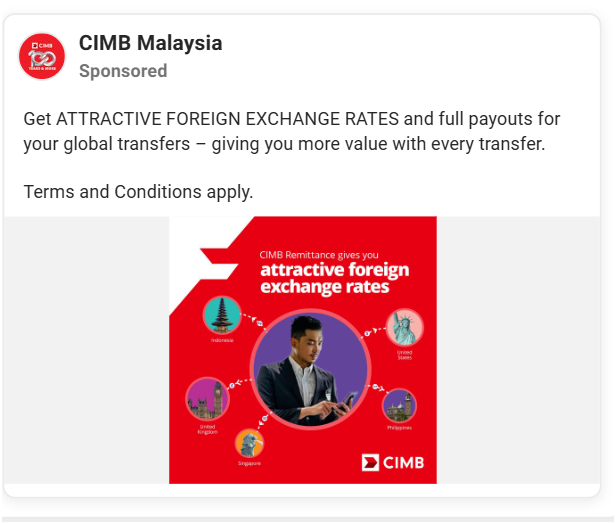 CIMB
100
YEARS & MORE
CIMB Malaysia
Sponsored
Get ATTRACTIVE FOREIGN EXCHANGE RATES and full payouts for
your global transfers – giving you more value with every transfer.
Terms and Conditions apply.
CIMB Remittance gives you
attractive foreign
exchange rates
Indonesia
United
States
United
Kingdom
Philippines
Singapore
CIMB